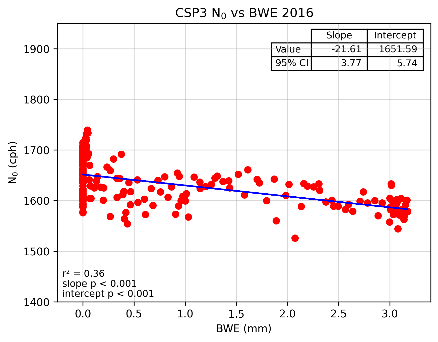 CSP3 N₀ vs BWE 2016
Slope Intercept
Value -21.61 1651.59
95% CI 3.77 5.74
N₀ (cph)
1900
1800
1700
1600
1500
1400
r² = 0.36
slope p < 0.001
intercept p < 0.001
0.0 0.5 1.0 1.5 2.0 2.5 3.0
BWE (mm)